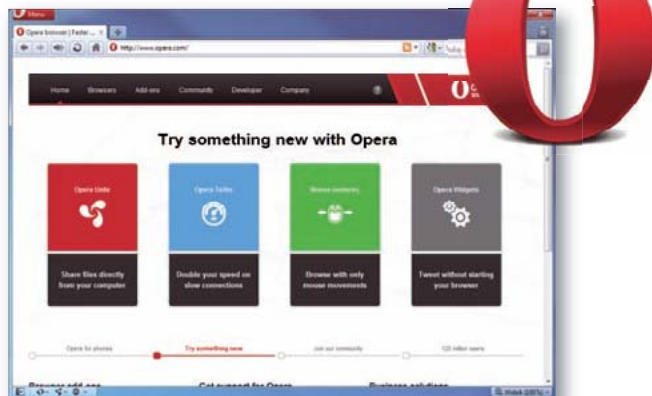 Menu
Opera browser | Faster ...
http://www.opera.com/
Home Browsers Add-ons Community Developer Company
Try something new with Opera
Opera Unite Opera Turbo Mouse Gestures Opera Widgets
Share files directly Double your speed on Browse with only Tweet without starting
from your computer slow connections mouse movements your browser
Opera for phones Try something new Join our community 120 million users
Browser add-ons Get support for Opera Business solutions
Widok (100%)